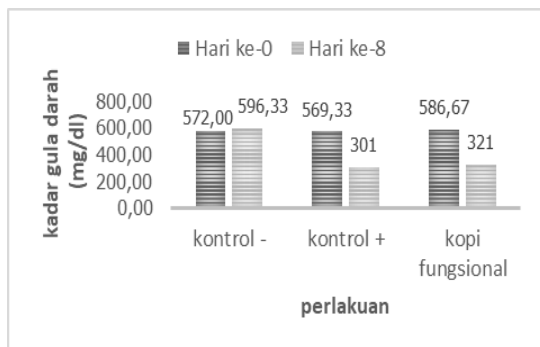 Hari ke-0 Hari ke-8
kadar gula darah
(mg/dl)
800,00
600,00
400,00
200,00
0,00
572,00 596,33 569,33 301 586,67 321
kontrol - kontrol + kopi
fungsional
perlakuan